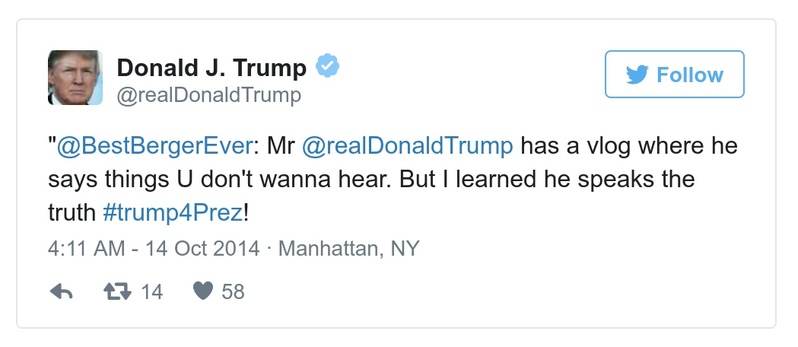 Donald J. Trump
@realDonaldTrump
Follow
"@BestBergerEver: Mr @realDonaldTrump has a vlog where he
says things U don't wanna hear. But I learned he speaks the
truth #trump4Prez!
4:11 AM - 14 Oct 2014 · Manhattan, NY
14
58